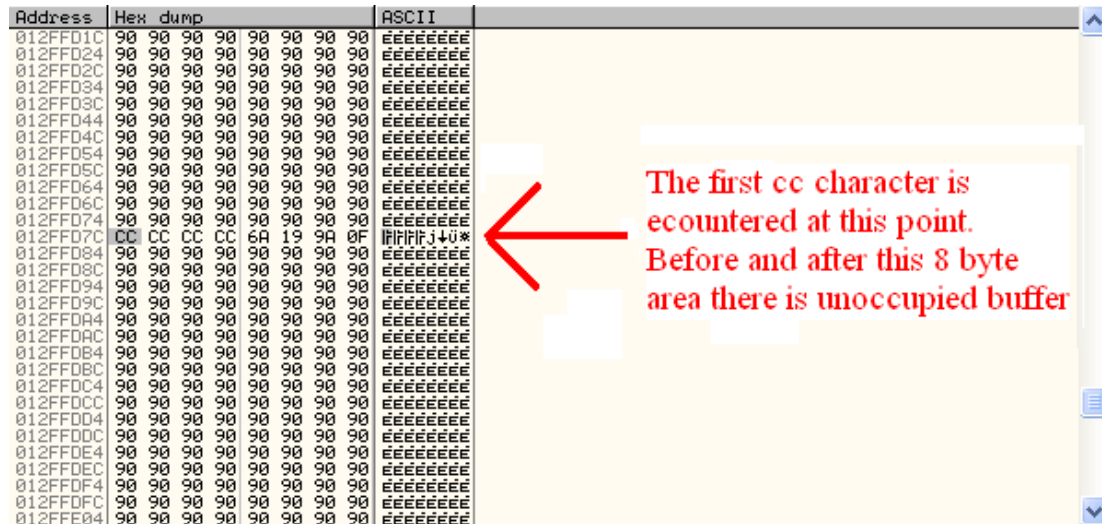 Address Hex dump ASCII
012FFD1C 90 90 90 90 90 90 90 90 ÉÉÉÉÉÉÉÉ
012FFD24 90 90 90 90 90 90 90 90 ÉÉÉÉÉÉÉÉ
012FFD2C 90 90 90 90 90 90 90 90 ÉÉÉÉÉÉÉÉ
012FFD34 90 90 90 90 90 90 90 90 ÉÉÉÉÉÉÉÉ
012FFD3C 90 90 90 90 90 90 90 90 ÉÉÉÉÉÉÉÉ
012FFD44 90 90 90 90 90 90 90 90 ÉÉÉÉÉÉÉÉ
012FFD4C 90 90 90 90 90 90 90 90 ÉÉÉÉÉÉÉÉ
012FFD54 90 90 90 90 90 90 90 90 ÉÉÉÉÉÉÉÉ
012FFD5C 90 90 90 90 90 90 90 90 ÉÉÉÉÉÉÉÉ
012FFD64 90 90 90 90 90 90 90 90 ÉÉÉÉÉÉÉÉ
012FFD6C 90 90 90 90 90 90 90 90 ÉÉÉÉÉÉÉÉ
012FFD74 90 90 90 90 90 90 90 90 ÉÉÉÉÉÉÉÉ
012FFD7C CC CC CC CC 6A 19 9A 0F ╠╠╠╠j↓Ü☼
012FFD84 90 90 90 90 90 90 90 90 ÉÉÉÉÉÉÉÉ
012FFD8C 90 90 90 90 90 90 90 90 ÉÉÉÉÉÉÉÉ
012FFD94 90 90 90 90 90 90 90 90 ÉÉÉÉÉÉÉÉ
012FFD9C 90 90 90 90 90 90 90 90 ÉÉÉÉÉÉÉÉ
012FFDA4 90 90 90 90 90 90 90 90 ÉÉÉÉÉÉÉÉ
012FFDAC 90 90 90 90 90 90 90 90 ÉÉÉÉÉÉÉÉ
012FFDB4 90 90 90 90 90 90 90 90 ÉÉÉÉÉÉÉÉ
012FFDBC 90 90 90 90 90 90 90 90 ÉÉÉÉÉÉÉÉ
012FFDC4 90 90 90 90 90 90 90 90 ÉÉÉÉÉÉÉÉ
012FFDCC 90 90 90 90 90 90 90 90 ÉÉÉÉÉÉÉÉ
012FFDD4 90 90 90 90 90 90 90 90 ÉÉÉÉÉÉÉÉ
012FFDDC 90 90 90 90 90 90 90 90 ÉÉÉÉÉÉÉÉ
012FFDE4 90 90 90 90 90 90 90 90 ÉÉÉÉÉÉÉÉ
012FFDEC 90 90 90 90 90 90 90 90 ÉÉÉÉÉÉÉÉ
012FFDF4 90 90 90 90 90 90 90 90 ÉÉÉÉÉÉÉÉ
012FFDFC 90 90 90 90 90 90 90 90 ÉÉÉÉÉÉÉÉ
012FFE04 90 90 90 90 90 90 90 90 ÉÉÉÉÉÉÉÉ
The first cc character is
ecountered at this point.
Before and after this 8 byte
area there is unoccupied buffer